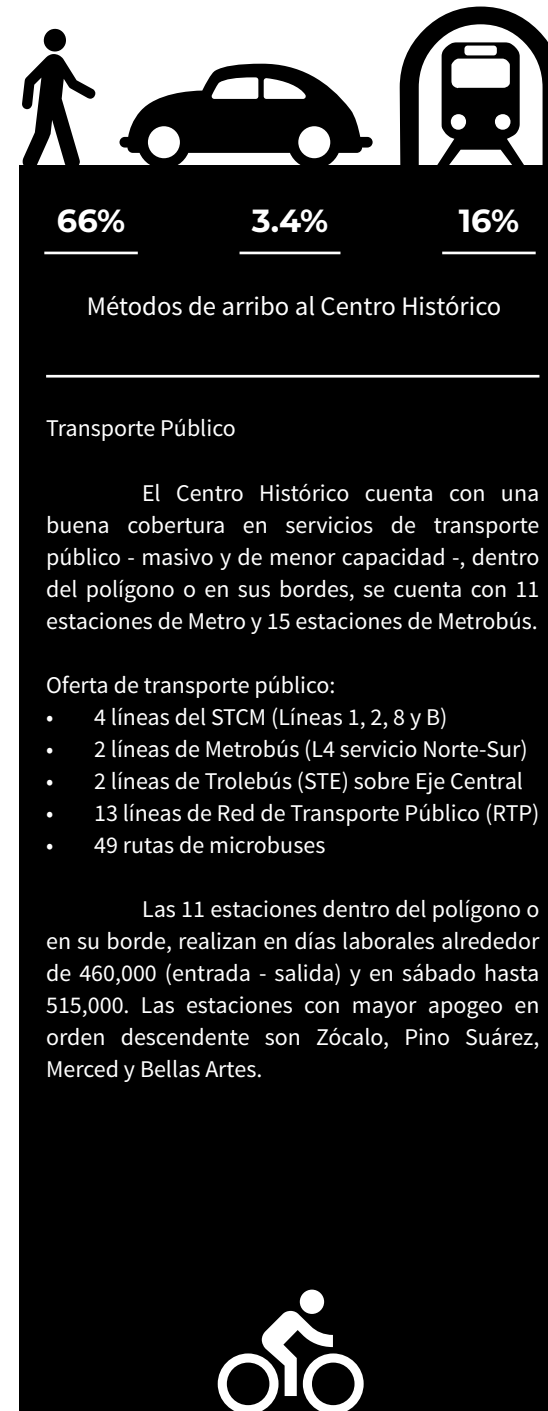 66% 3.4% 16%
Métodos de arribo al Centro Histórico
Transporte Público
El Centro Histórico cuenta con una
buena cobertura en servicios de transporte
público - masivo y de menor capacidad -, dentro
del polígono o en sus bordes, se cuenta con 11
estaciones de Metro y 15 estaciones de Metrobús.
Oferta de transporte público:
• 4 líneas del STCM (Líneas 1, 2, 8 y B)
• 2 líneas de Metrobús (L4 servicio Norte-Sur)
• 2 líneas de Trolebús (STE) sobre Eje Central
• 13 líneas de Red de Transporte Público (RTP)
• 49 rutas de microbuses
Las 11 estaciones dentro del polígono o
en su borde, realizan en días laborales alrededor
de 460,000 (entrada - salida) y en sábado hasta
515,000. Las estaciones con mayor apogeo en
orden descendente son Zócalo, Pino Suárez,
Merced y Bellas Artes.